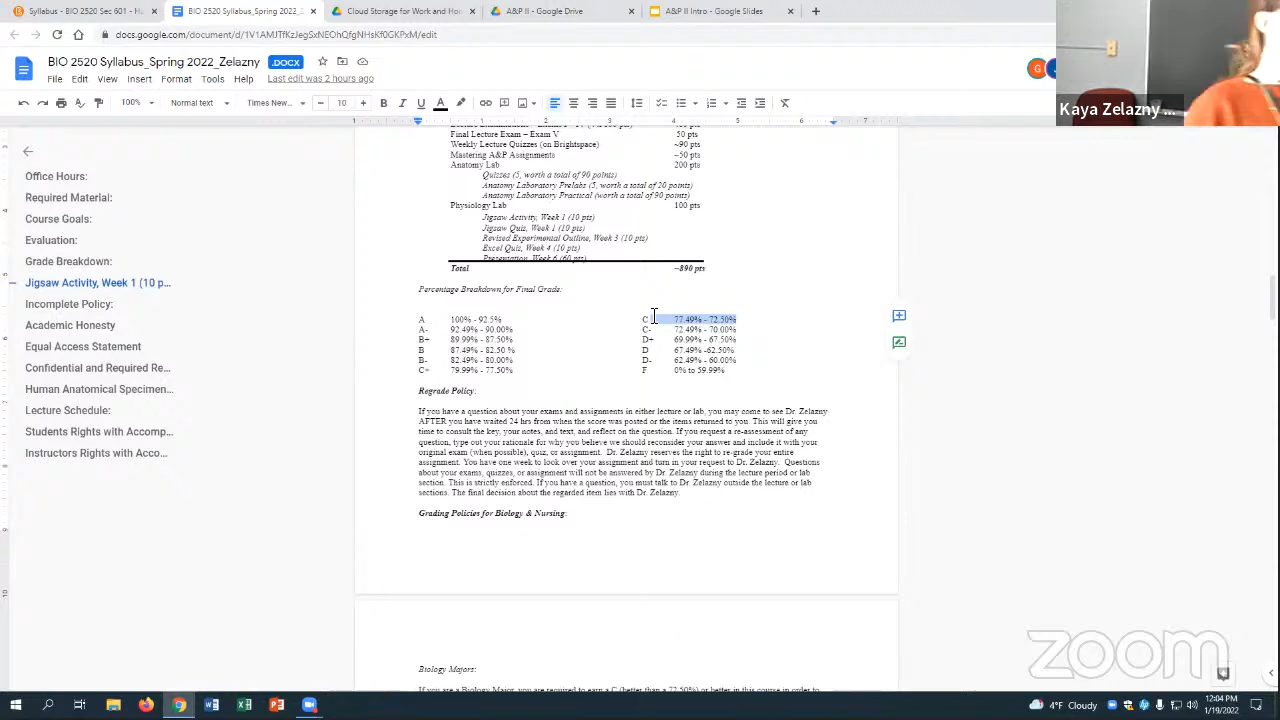 Syllabus - BIO 2520 Sec 601 - H
BIO 2520 Syllabus_Spring 2022_
Cloud Storage for Work and Ho
A&P II - Google Drive
A&P II Intro - Google Slides
docs.google.com/document/d/1V1AMJTfKzJegSxNEOhQfgNHsKf0GKPxM/edit
BIO 2520 Syllabus_Spring 2022_Zelazny .DOCX
File Edit View Insert Format Tools Help Last edit was 2 hours ago
100% Normal text Times New... 10
Kaya Zelazny ...
Office Hours:
Required Material:
Course Goals:
Evaluation:
Grade Breakdown:
Jigsaw Activity, Week 1 (10 p...
Incomplete Policy:
Academic Honesty
Equal Access Statement
Confidential and Required Re...
Human Anatomical Specimen...
Lecture Schedule:
Students Rights with Accomp...
Instructors Rights with Acco...
Final Lecture Exam – Exam V 50 pts
Weekly Lecture Quizzes (on Brightspace) ~90 pts
Mastering A&P Assignments ~50 pts
Anatomy Lab 200 pts
Quizzes (5, worth a total of 90 points)
Anatomy Laboratory Prelabs (5, worth a total of 20 points)
Anatomy Laboratory Practical (worth a total of 90 points)
Physiology Lab 100 pts
Jigsaw Activity, Week 1 (10 pts)
Jigsaw Quiz, Week 1 (10 pts)
Revised Experimental Outline, Week 3 (10 pts)
Excel Quiz, Week 4 (10 pts)
Presentation, Week 6 (60 pts)
Total ~890 pts
Percentage Breakdown for Final Grade:
A 100% - 92.5% C 77.49% - 72.50%
A- 92.49% - 90.00% C- 72.49% - 70.00%
B+ 89.99% - 87.50% D+ 69.99% - 67.50%
B 87.49% - 82.50 % D 67.49% -62.50%
B- 82.49% - 80.00% D- 62.49% - 60.00%
C+ 79.99% - 77.50% F 0% to 59.99%
Regrade Policy:
If you have a question about your exams and assignments in either lecture or lab, you may come to see Dr. Zelazny
AFTER you have waited 24 hrs from when the score was posted or the items returned to you. This will give you
time to consult the key, your notes, and text, and reflect on the question. If you request a re-assessment of any
question, type out your rationale for why you believe we should reconsider your answer and include it with your
original exam (when possible), quiz, or assignment. Dr. Zelazny reserves the right to re-grade your entire
assignment. You have one week to look over your assignment and turn in your request to Dr. Zelazny. Questions
about your exams, quizzes, or assignment will not be answered by Dr. Zelazny during the lecture period or lab
section. This is strictly enforced. If you have a question, you must talk to Dr. Zelazny outside the lecture or lab
sections. The final decision about the regarded item lies with Dr. Zelazny.
Grading Policies for Biology & Nursing:
Biology Majors:
If you are a Biology Major, you are required to earn a C (better than a 72.50%) or better in this course in order to
zoom
4°F Cloudy
12:04 PM
1/19/2022